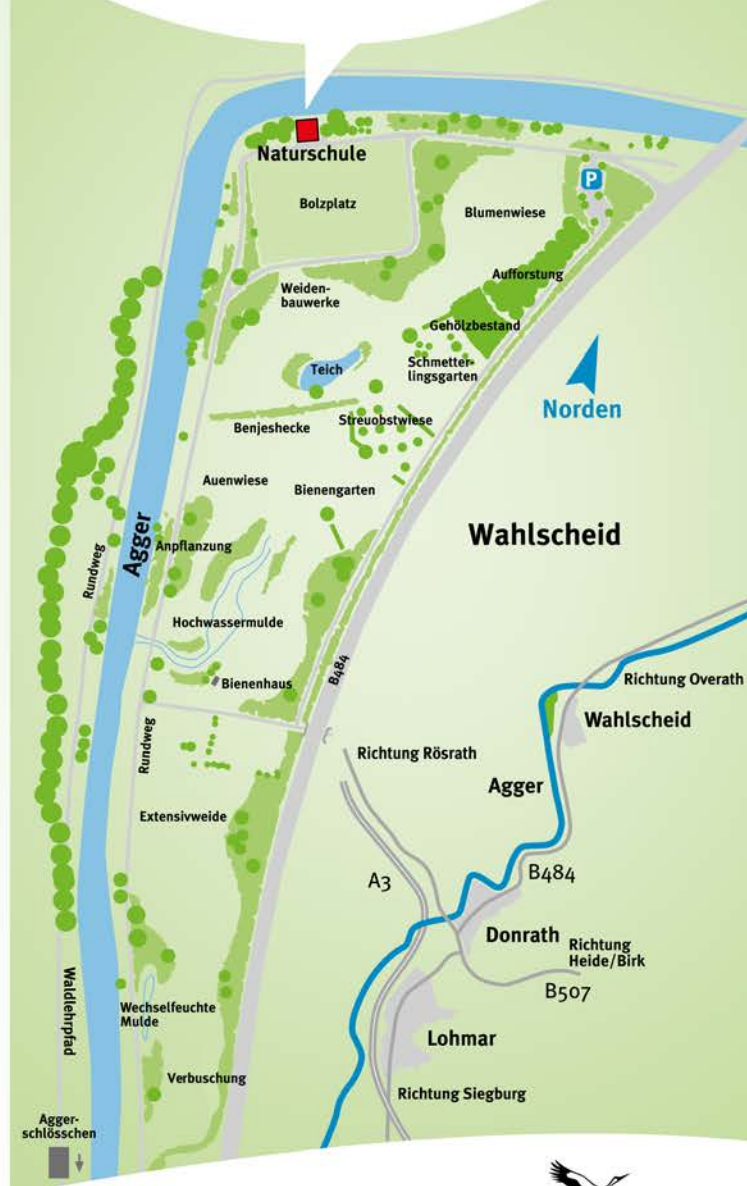 Naturschule
Bolzplatz
P
Blumenwiese
Aufforstung
Weiden-
bauwerke
Gehölzbestand
Teich
Schmetter-
lingsgarten
Norden
Benjeshecke
Streuobstwiese
Auenwiese
Bienengarten
Agger
Wahlscheid
Anpflanzung
Rundweg
Hochwassermulde
Bienenhaus
B484
Richtung Overath
Wahlscheid
Rundweg
Richtung Rösrath
Agger
Extensivweide
A3
B484
Donrath
Richtung
Heide/Birk
B507
Waldlehrpfad
Wechselfeuchte
Mulde
Lohmar
Verbuschung
Richtung Siegburg
Agger-
schlösschen